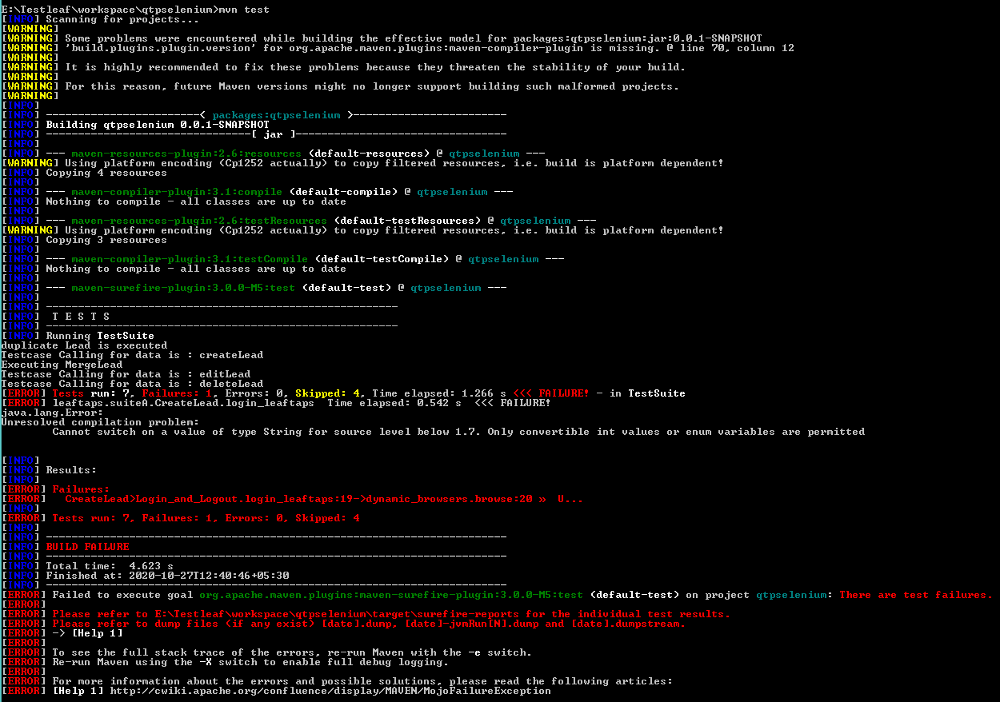 E:\Testleaf\workspace\qtpselenium>mvn test
[INFO] Scanning for projects...
[WARNING]
[WARNING] Some problems were encountered while building the effective model for packages:qtpselenium:jar:0.0.1-SNAPSHOT
[WARNING] 'build.plugins.plugin.version' for org.apache.maven.plugins:maven-compiler-plugin is missing. @ line 70, column 12
[WARNING]
[WARNING] It is highly recommended to fix these problems because they threaten the stability of your build.
[WARNING]
[WARNING] For this reason, future Maven versions might no longer support building such malformed projects.
[WARNING]
[INFO]
[INFO] ------------------------< packages:qtpselenium >------------------------
[INFO] Building qtpselenium 0.0.1-SNAPSHOT
[INFO] --------------------------------[ jar ]---------------------------------
[INFO]
[INFO] --- maven-resources-plugin:2.6:resources (default-resources) @ qtpselenium ---
[WARNING] Using platform encoding (Cp1252 actually) to copy filtered resources, i.e. build is platform dependent!
[INFO] Copying 4 resources
[INFO]
[INFO] --- maven-compiler-plugin:3.1:compile (default-compile) @ qtpselenium ---
[INFO] Nothing to compile - all classes are up to date
[INFO]
[INFO] --- maven-resources-plugin:2.6:testResources (default-testResources) @ qtpselenium ---
[WARNING] Using platform encoding (Cp1252 actually) to copy filtered resources, i.e. build is platform dependent!
[INFO] Copying 3 resources
[INFO]
[INFO] --- maven-compiler-plugin:3.1:testCompile (default-testCompile) @ qtpselenium ---
[INFO] Nothing to compile - all classes are up to date
[INFO]
[INFO] --- maven-surefire-plugin:3.0.0-M5:test (default-test) @ qtpselenium ---
[INFO]
[INFO] -------------------------------------------------------
[INFO]  T E S T S
[INFO] -------------------------------------------------------
[INFO] Running TestSuite
duplicate Lead is executed
Testcase Calling for data is : createLead
Executing MergeLead
Testcase Calling for data is : editLead
Testcase Calling for data is : deleteLead
[ERROR] Tests run: 7, Failures: 1, Errors: 0, Skipped: 4, Time elapsed: 1.266 s <<< FAILURE! - in TestSuite
[ERROR] leaftaps.suiteA.CreateLead.login_leaftaps  Time elapsed: 0.542 s  <<< FAILURE!
java.lang.Error:
Unresolved compilation problem:
        Cannot switch on a value of type String for source level below 1.7. Only convertible int values or enum variables are permitted
[INFO]
[INFO] Results:
[INFO]
[ERROR] Failures:
[ERROR]   CreateLead>Login_and_Logout.login_leaftaps:19->dynamic_browsers.browse:20 »  U...
[INFO]
[ERROR] Tests run: 7, Failures: 1, Errors: 0, Skipped: 4
[INFO]
[INFO] ------------------------------------------------------------------------
[INFO] BUILD FAILURE
[INFO] ------------------------------------------------------------------------
[INFO] Total time:  4.623 s
[INFO] Finished at: 2020-10-27T12:40:46+05:30
[INFO] ------------------------------------------------------------------------
[ERROR] Failed to execute goal org.apache.maven.plugins:maven-surefire-plugin:3.0.0-M5:test (default-test) on project qtpselenium: There are test failures.
[ERROR]
[ERROR] Please refer to E:\Testleaf\workspace\qtpselenium\target\surefire-reports for the individual test results.
[ERROR] Please refer to dump files (if any exist) [date].dump, [date]-jvmRun[N].dump and [date].dumpstream.
[ERROR] -> [Help 1]
[ERROR]
[ERROR] To see the full stack trace of the errors, re-run Maven with the -e switch.
[ERROR] Re-run Maven using the -X switch to enable full debug logging.
[ERROR]
[ERROR] For more information about the errors and possible solutions, please read the following articles:
[ERROR] [Help 1] http://cwiki.apache.org/confluence/display/MAVEN/MojoFailureException